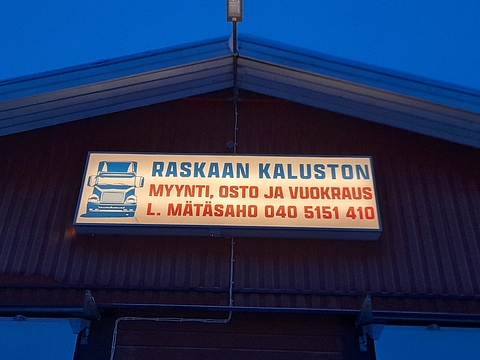 RASKAAN KALUSTON
MYYNTI, OSTO JA VUOKRAUS
L. MÄTÄSAHO 040 5151 410